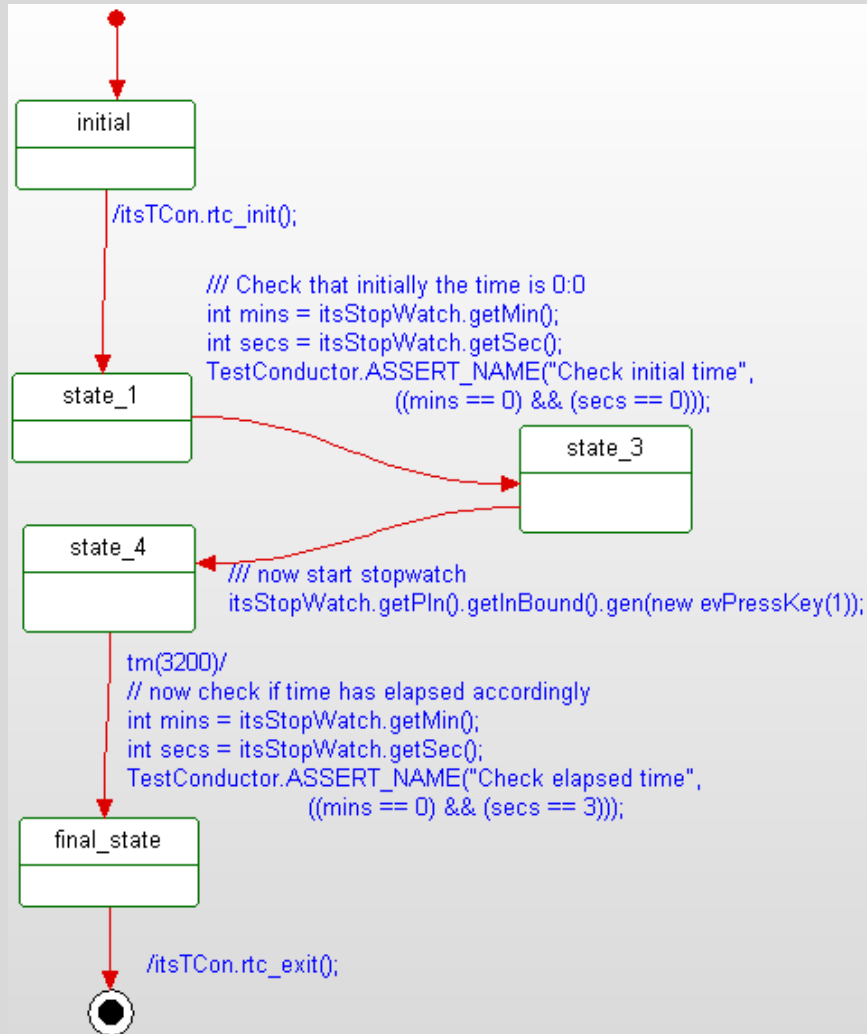 initial
/itsTCon.rtc_init();
/// Check that initially the time is 0:0
int mins = itsStopWatch.getMin();
int secs = itsStopWatch.getSec();
TestConductor.ASSERT_NAME("Check initial time",
((mins == 0) && (secs == 0)));
state_1
state_3
state_4
/// now start stopwatch
itsStopWatch.getPIn().getInBound().gen(new evPressKey(1));
tm(3200)/
// now check if time has elapsed accordingly
int mins = itsStopWatch.getMin();
int secs = itsStopWatch.getSec();
TestConductor.ASSERT_NAME("Check elapsed time",
((mins == 0) && (secs == 3)));
final_state
/itsTCon.rtc_exit();